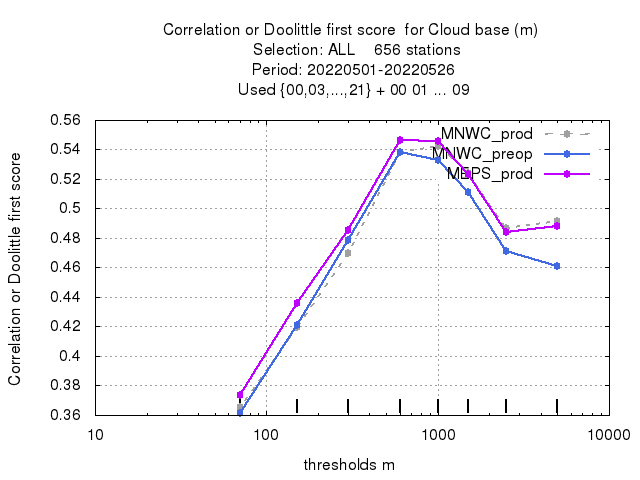 Correlation or Doolittle first score  for Cloud base (m)
Selection: ALL    656 stations
Period: 20220501-20220526
Used {00,03,...,21} + 00 01 ... 09
Correlation or Doolittle first score
0.56
0.54
0.52
0.5
0.48
0.46
0.44
0.42
0.4
0.38
0.36
MNWC_prod
MNWC_preop
MEPS_prod
10
100
1000
10000
thresholds m